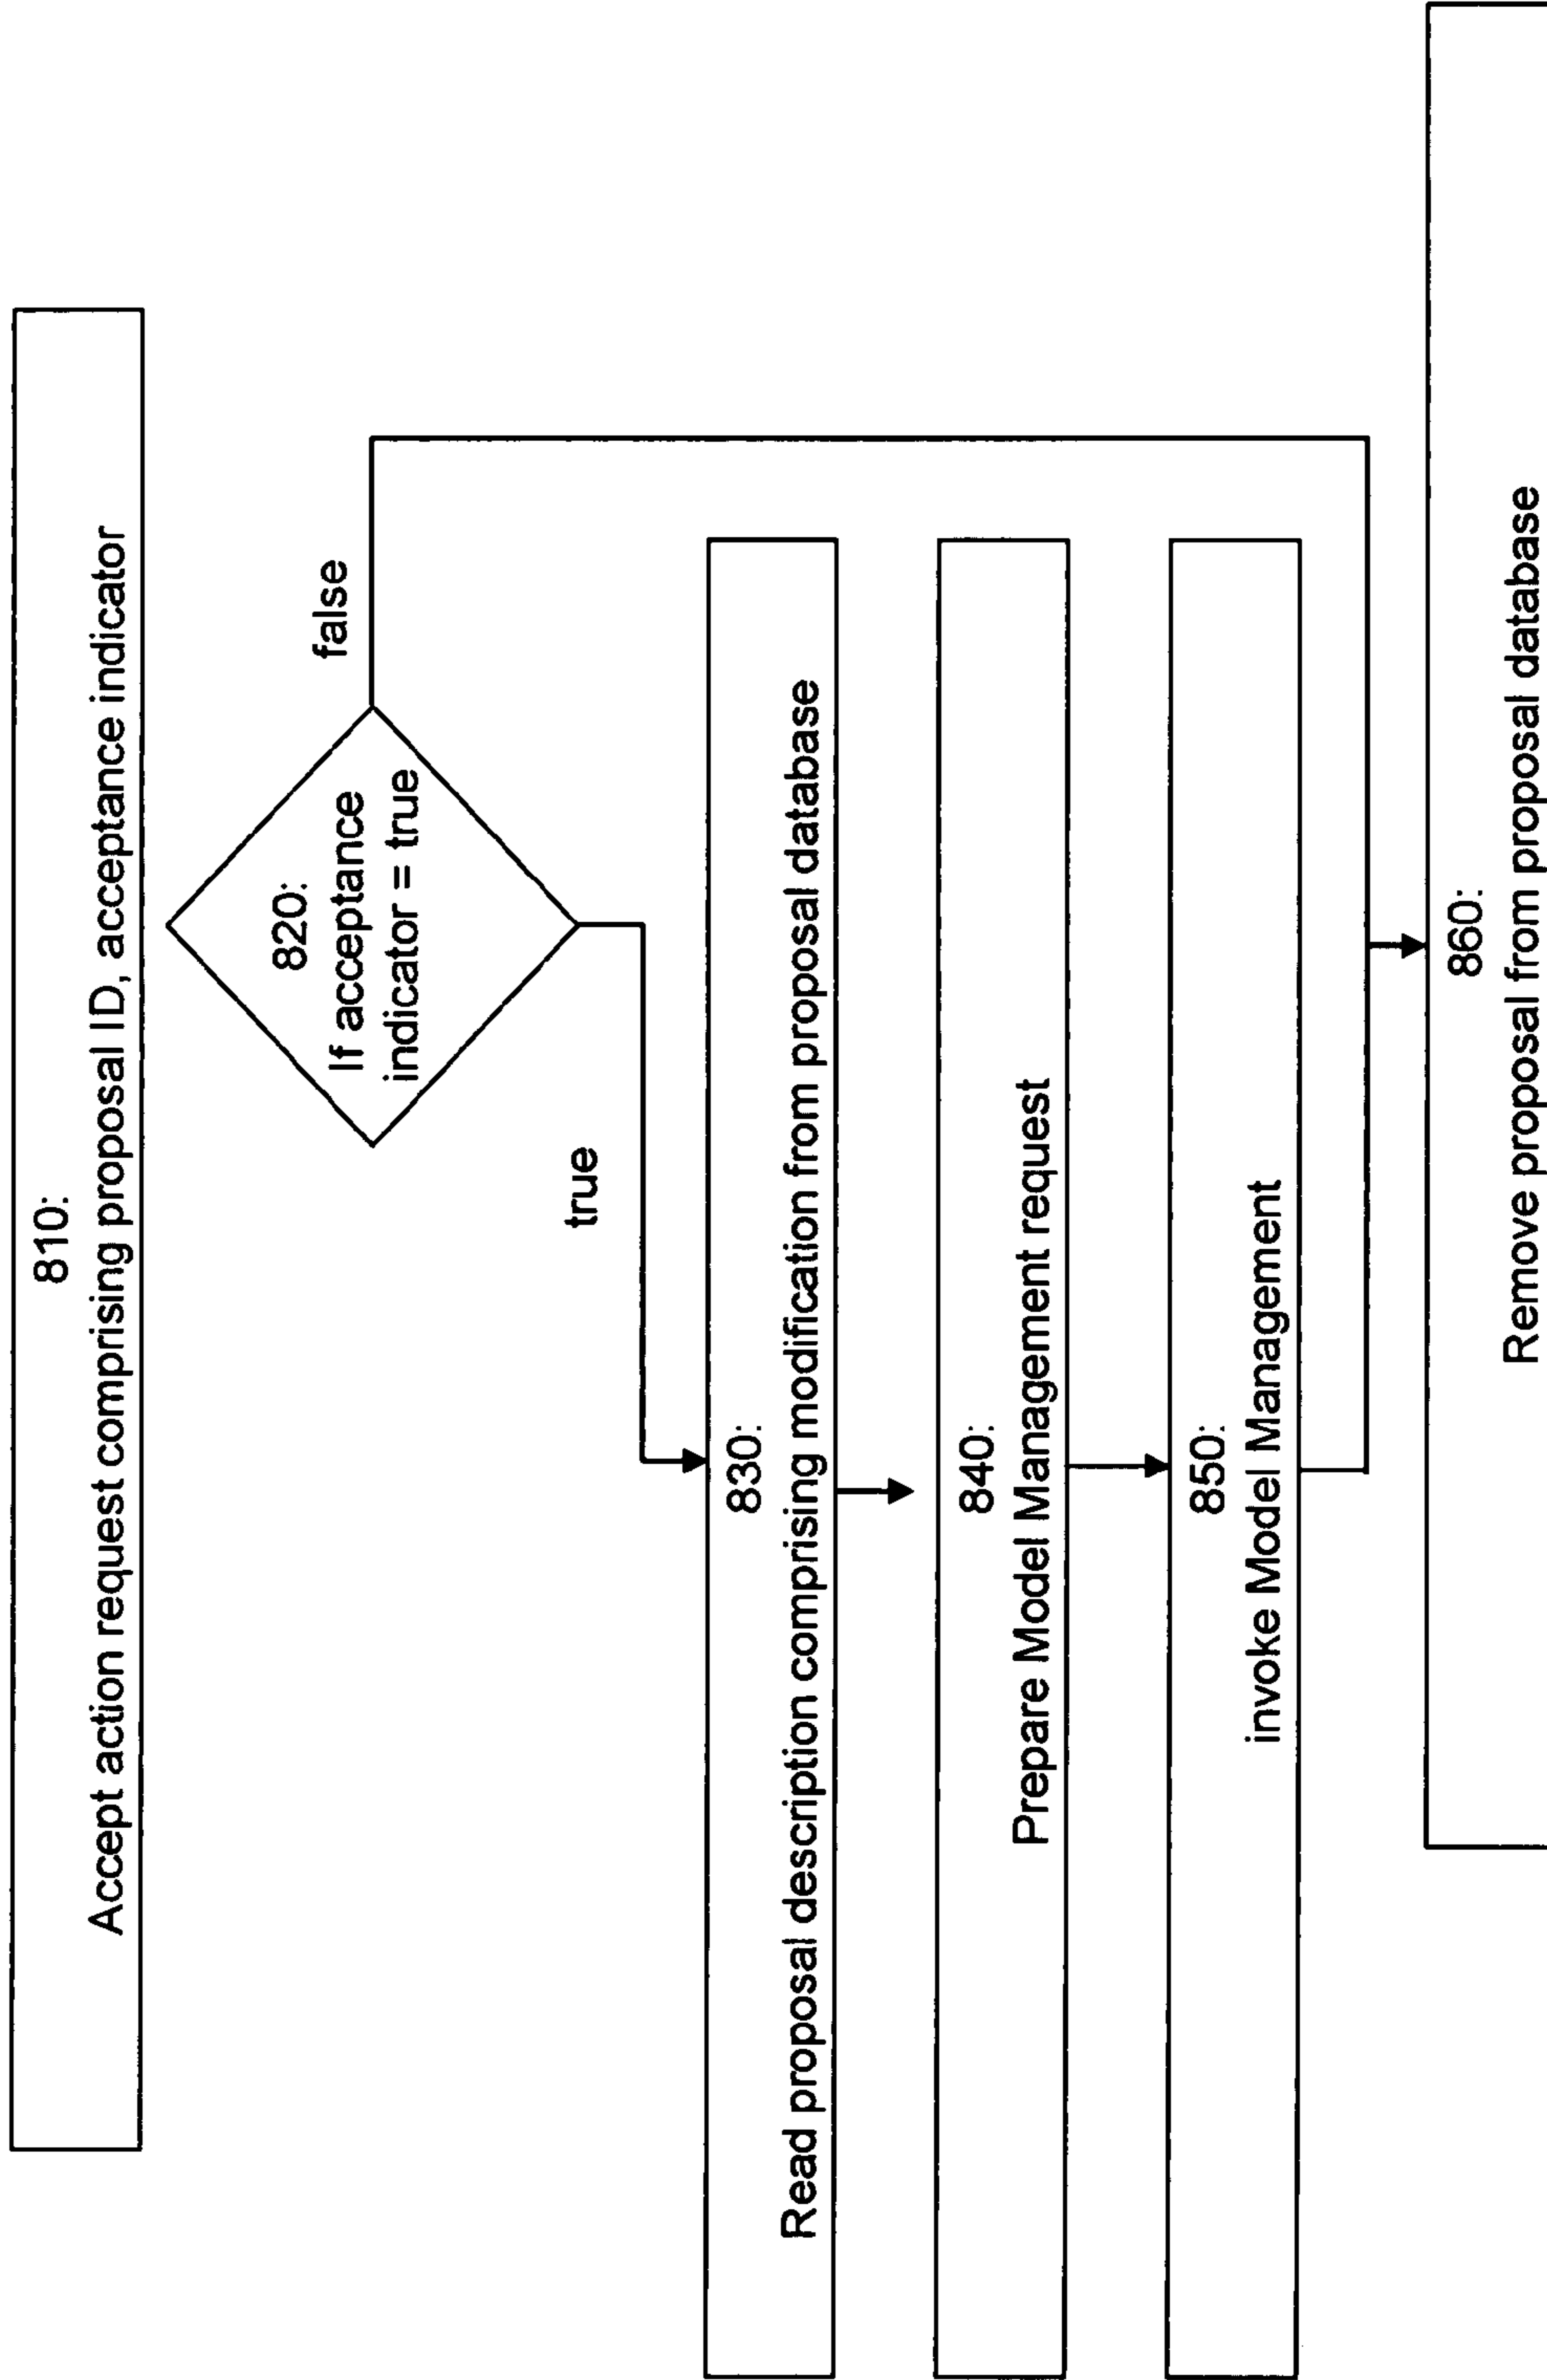 810:
Accept action request comprising proposal ID, acceptance indicator
820:
If acceptance
indicator = true
false
true
830:
Read proposal description comprising modification from proposal database
840:
Prepare Model Management request
850:
invoke Model Management
860:
Remove proposal from proposal database